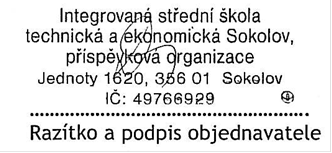 Integrovaná střední škola
technická a ekonomická Sokolov,
příspěvková organizace
Jednoty 1620, 356 01 Sokolov
IČ: 49766929
Razítko a podpis objednavatele